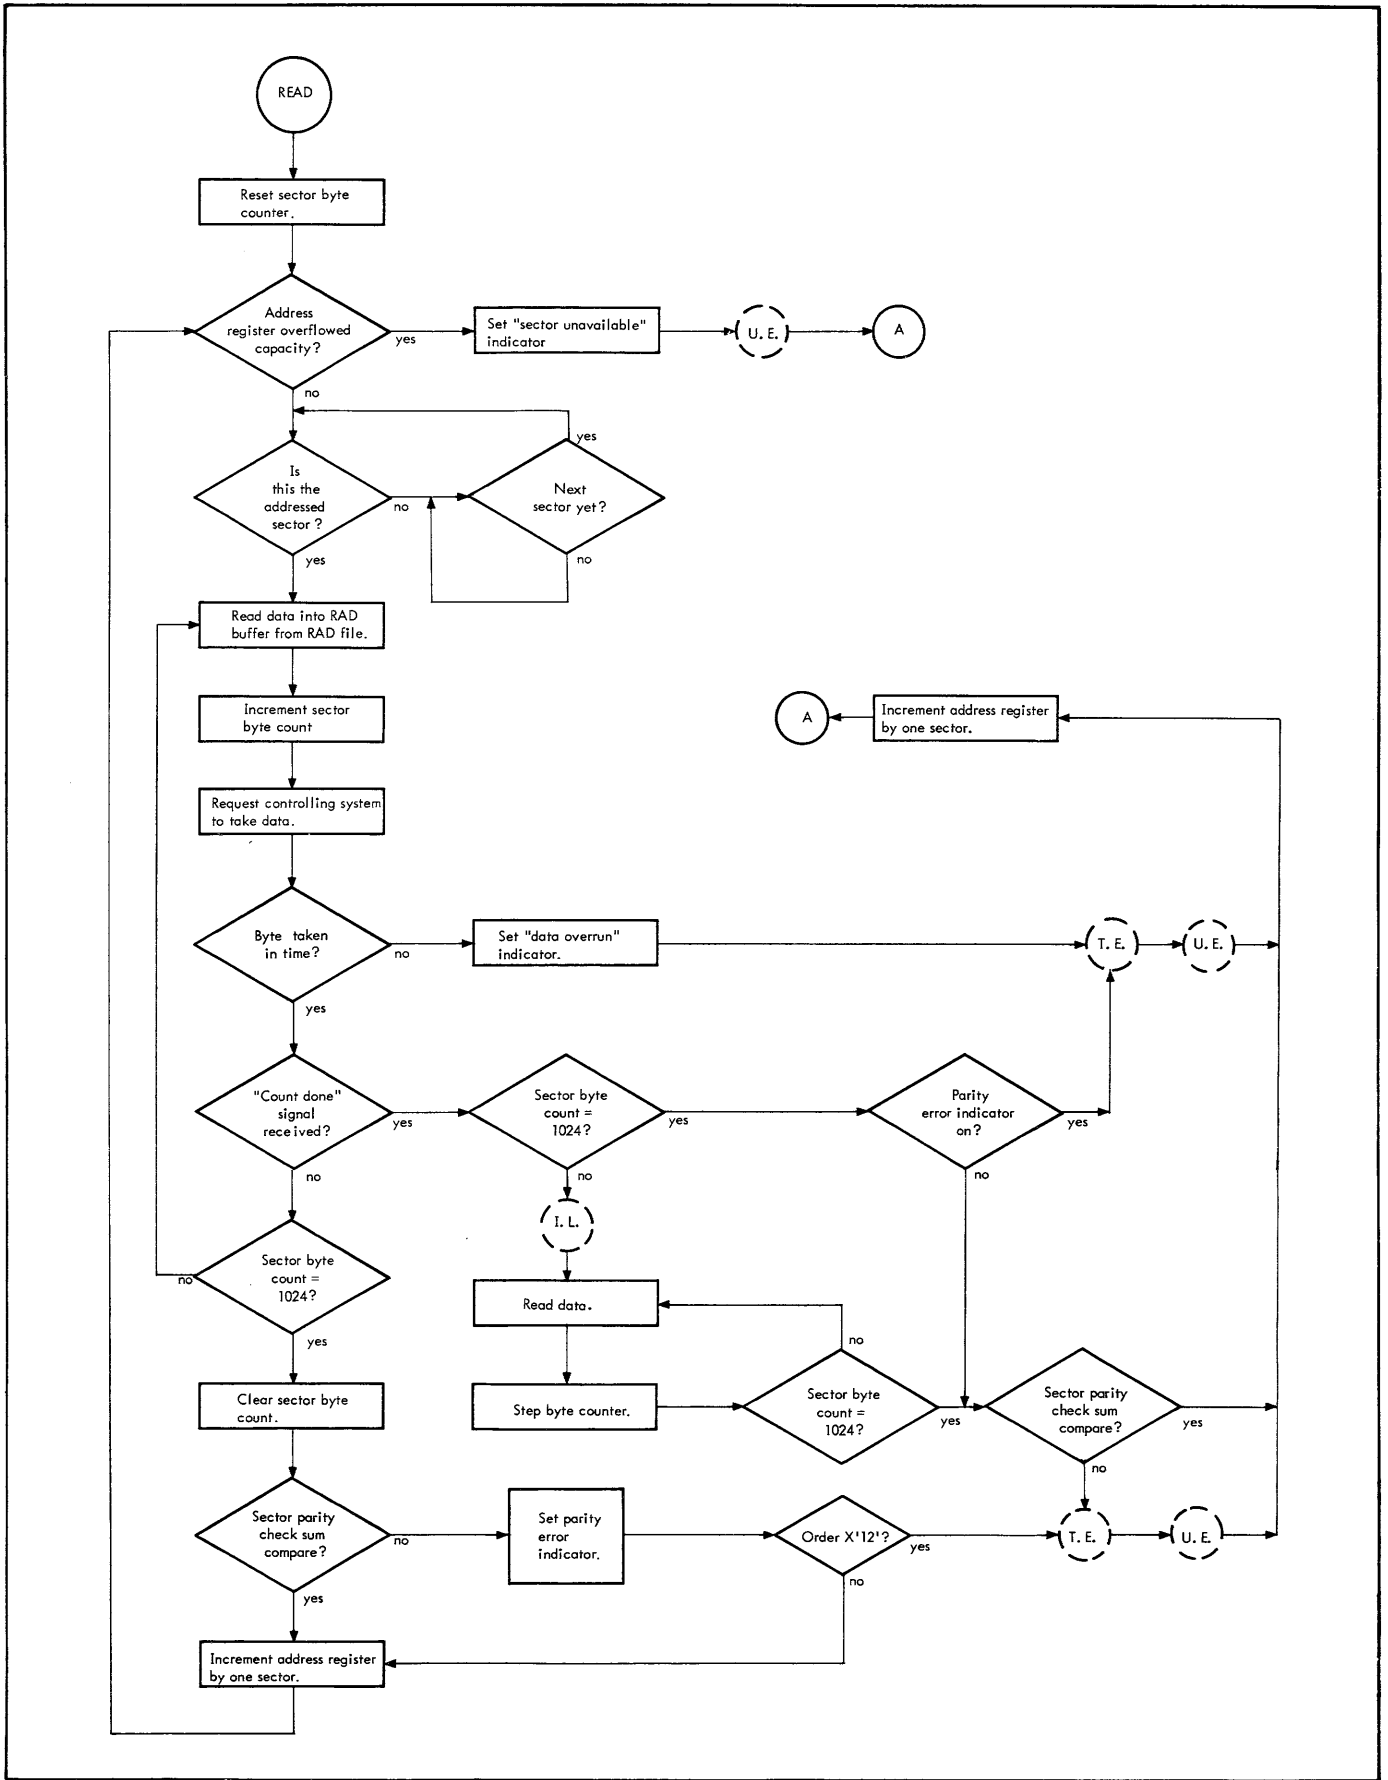 READ
Reset sector byte
counter.
Address
register overflowed
capacity?
yes
Set "sector unavailable"
indicator
U. E.
A
no
yes
Is
this the
addressed
sector ?
no
Next
sector yet?
yes
no
Read data into RAD
buffer from RAD file.
Increment sector
byte count
A
Increment address register
by one sector.
Request controlling system
to take data.
Byte taken
in time?
no
Set "data overrun"
indicator.
T. E.
U. E.
yes
"Count done"
signal
received?
yes
Sector byte
count =
1024?
yes
Parity
error indicator
on?
yes
no
no
no
I. L.
Sector byte
count =
1024?
no
yes
Read data.
no
Clear sector byte
count.
Step byte counter.
Sector byte
count =
1024?
yes
Sector parity
check sum
compare?
yes
no
Sector parity
check sum
compare?
no
Set parity
error
indicator.
Order X'12'?
yes
T. E.
U. E.
yes
no
Increment address register
by one sector.